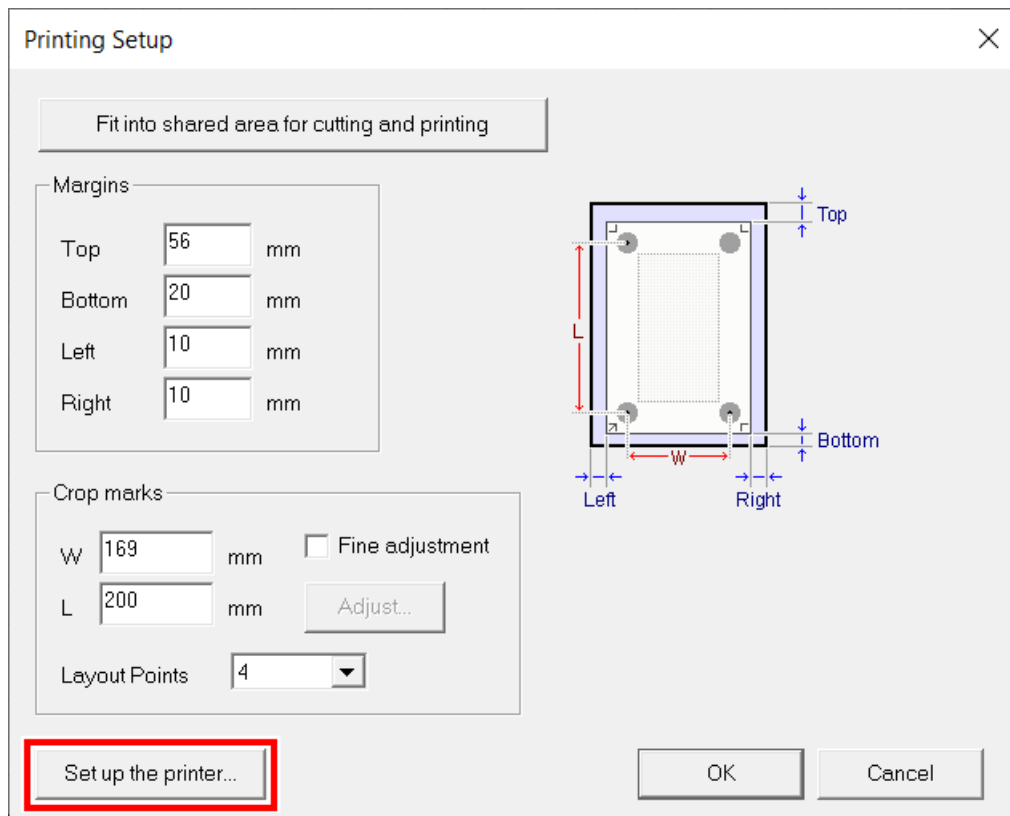 Printing Setup
Fit into shared area for cutting and printing
Margins
Top 56 mm
Bottom 20 mm
Left 10 mm
Right 10 mm
Top
L
W
Bottom
Left Right
Crop marks
W 169 mm Fine adjustment
L 200 mm Adjust...
Layout Points 4
Set up the printer... OK Cancel